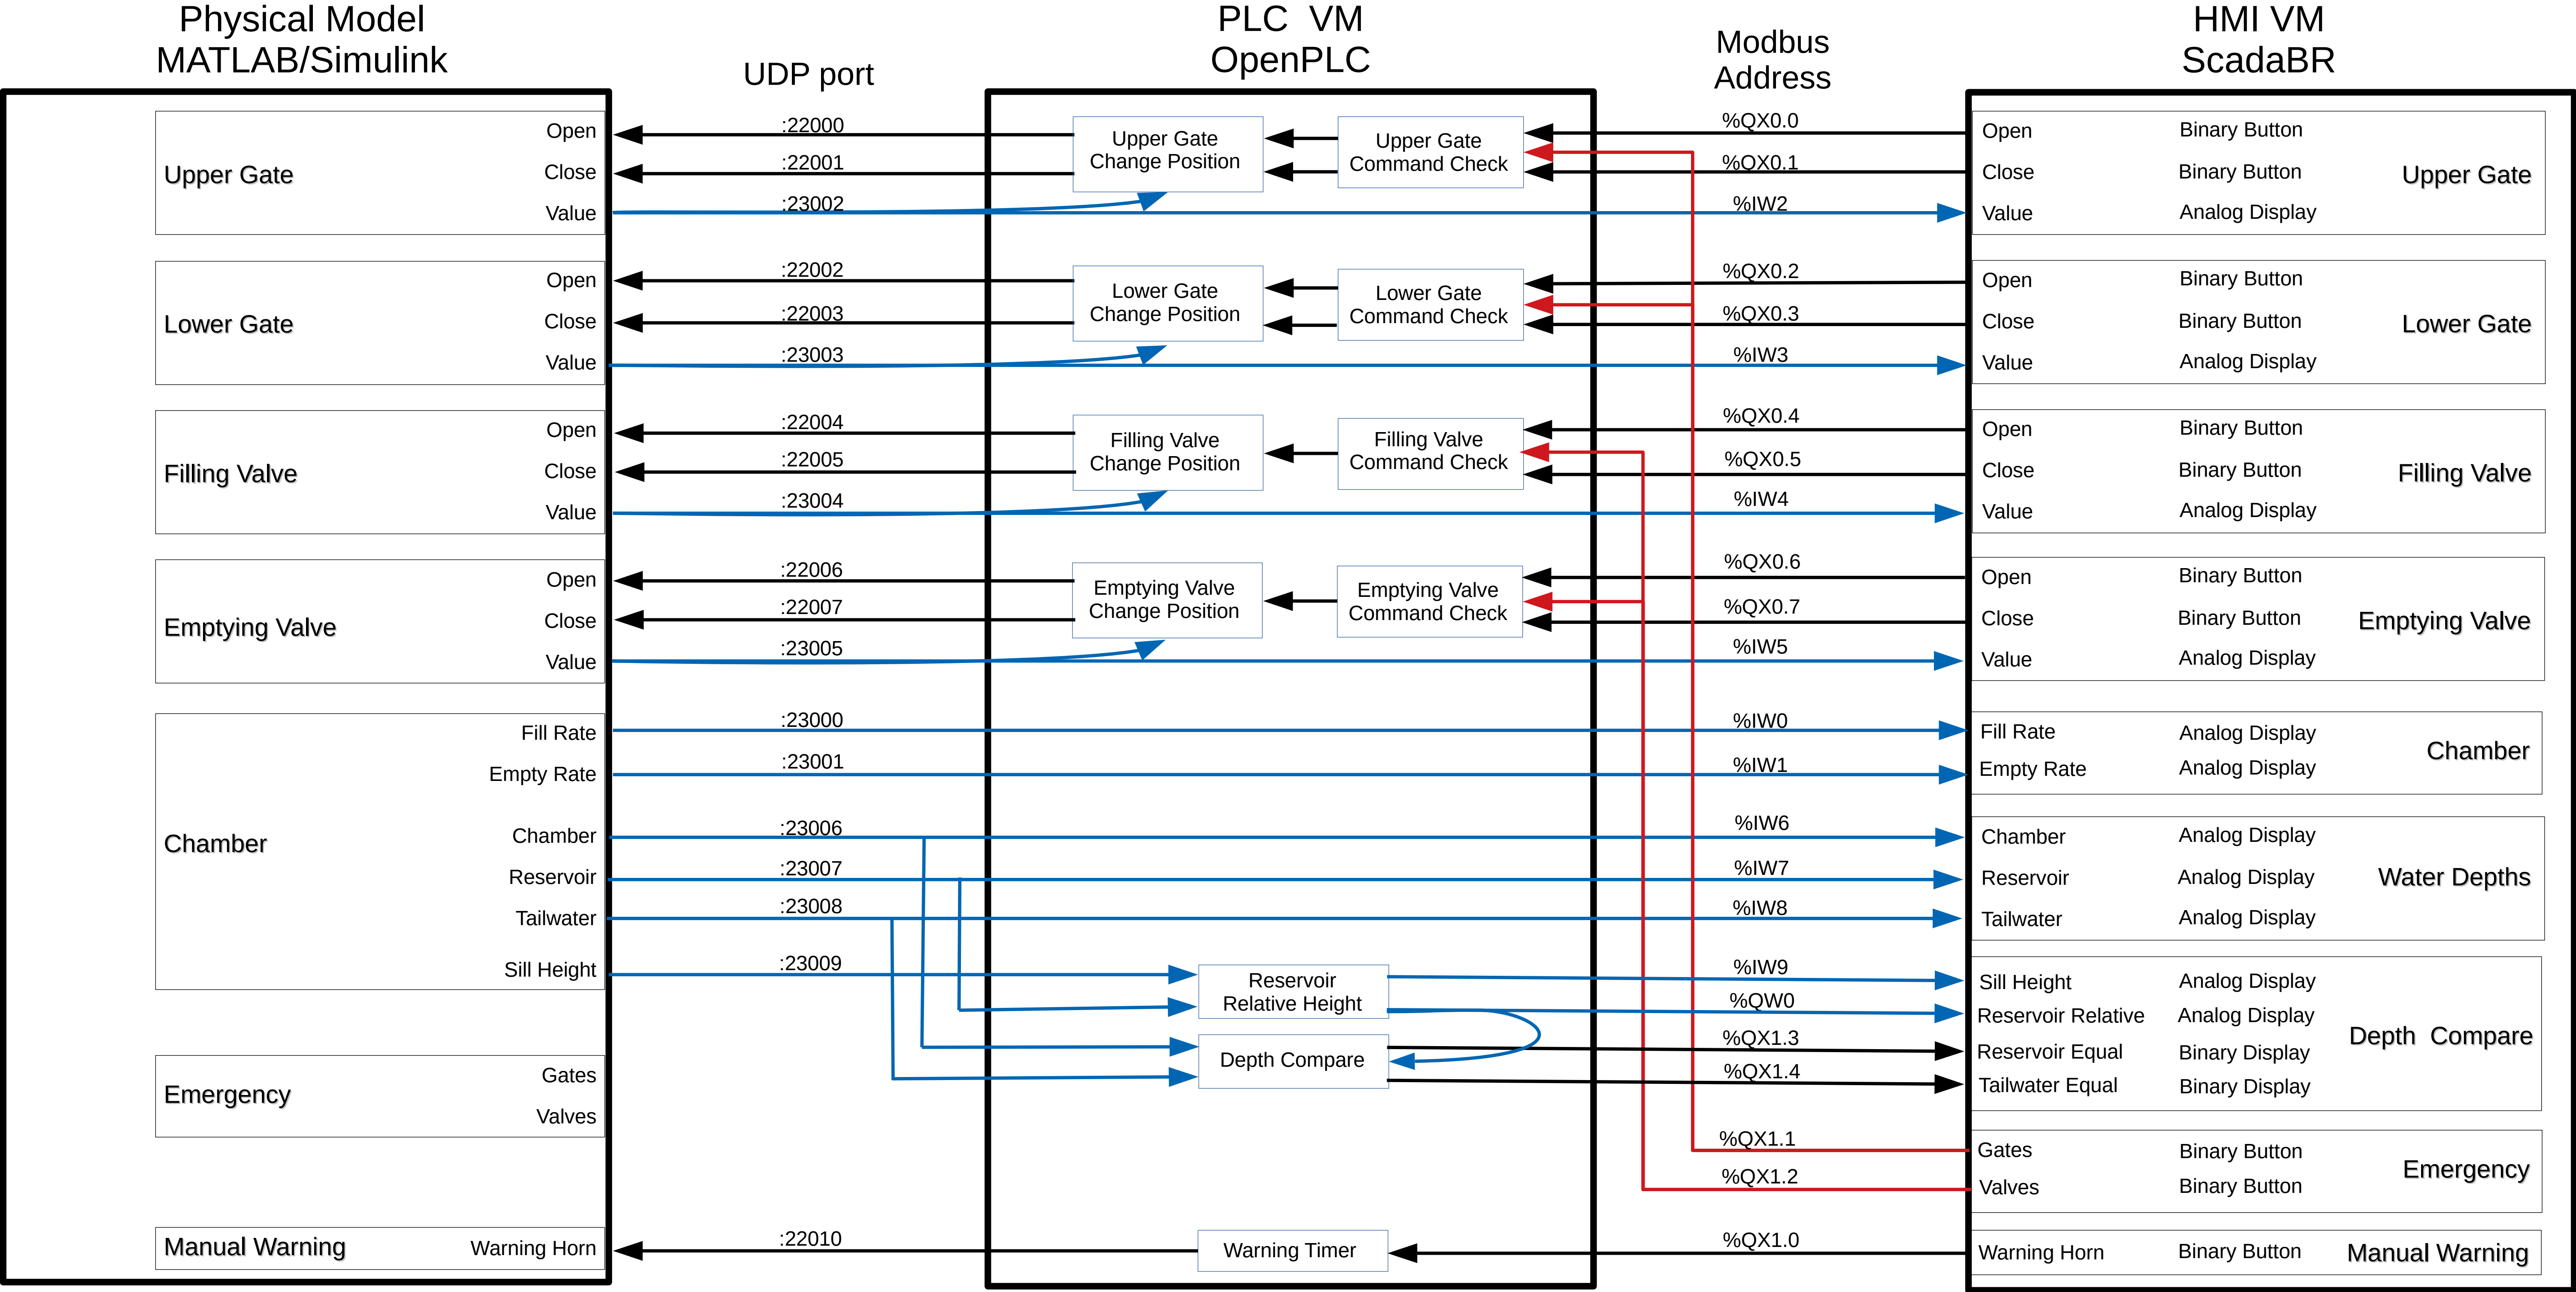 Physical Model
MATLAB/Simulink
UDP port
PLC VM
OpenPLC
Modbus
Address
HMI VM
ScadaBR
Upper Gate
Open
Close
Value
:22000
:22001
:23002
Upper Gate
Change Position
Upper Gate
Command Check
%QX0.0
%QX0.1
%IW2
Open Binary Button
Close Binary Button
Value Analog Display
Upper Gate
Lower Gate
Open
Close
Value
:22002
:22003
:23003
Lower Gate
Change Position
Lower Gate
Command Check
%QX0.2
%QX0.3
%IW3
Open Binary Button
Close Binary Button
Value Analog Display
Lower Gate
Filling Valve
Open
Close
Value
:22004
:22005
:23004
Filling Valve
Change Position
Filling Valve
Command Check
%QX0.4
%QX0.5
%IW4
Open Binary Button
Close Binary Button
Value Analog Display
Filling Valve
Emptying Valve
Open
Close
Value
:22006
:22007
:23005
Emptying Valve
Change Position
Emptying Valve
Command Check
%QX0.6
%QX0.7
%IW5
Open Binary Button
Close Binary Button
Value Analog Display
Emptying Valve
Chamber
Fill Rate
Empty Rate
Chamber
Reservoir
Tailwater
Sill Height
:23000
:23001
:23006
:23007
:23008
:23009
Reservoir
Relative Height
Depth Compare
%IW0
%IW1
%IW6
%IW7
%IW8
%IW9
%QW0
%QX1.3
%QX1.4
Fill Rate Analog Display
Empty Rate Analog Display
Chamber
Chamber Analog Display
Reservoir Analog Display
Tailwater Analog Display
Water Depths
Sill Height Analog Display
Reservoir Relative Analog Display
Reservoir Equal Binary Display
Tailwater Equal Binary Display
Depth Compare
Emergency
Gates
Valves
%QX1.1
%QX1.2
Gates Binary Button
Valves Binary Button
Emergency
Manual Warning
Warning Horn
:22010
Warning Timer
%QX1.0
Warning Horn Binary Button
Manual Warning